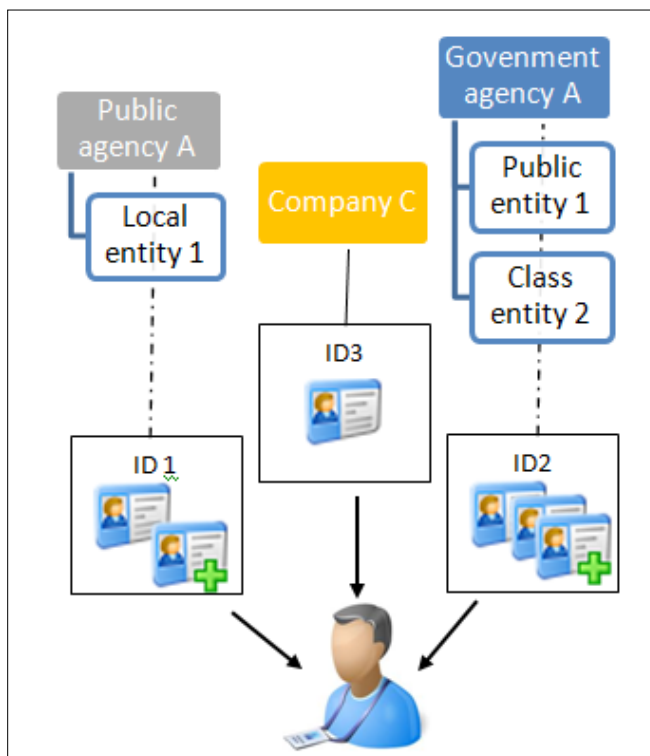 Public
agency A
Local
entity 1
Company C
Govenment
agency A
Public
entity 1
Class
entity 2
ID 1
ID3
ID2